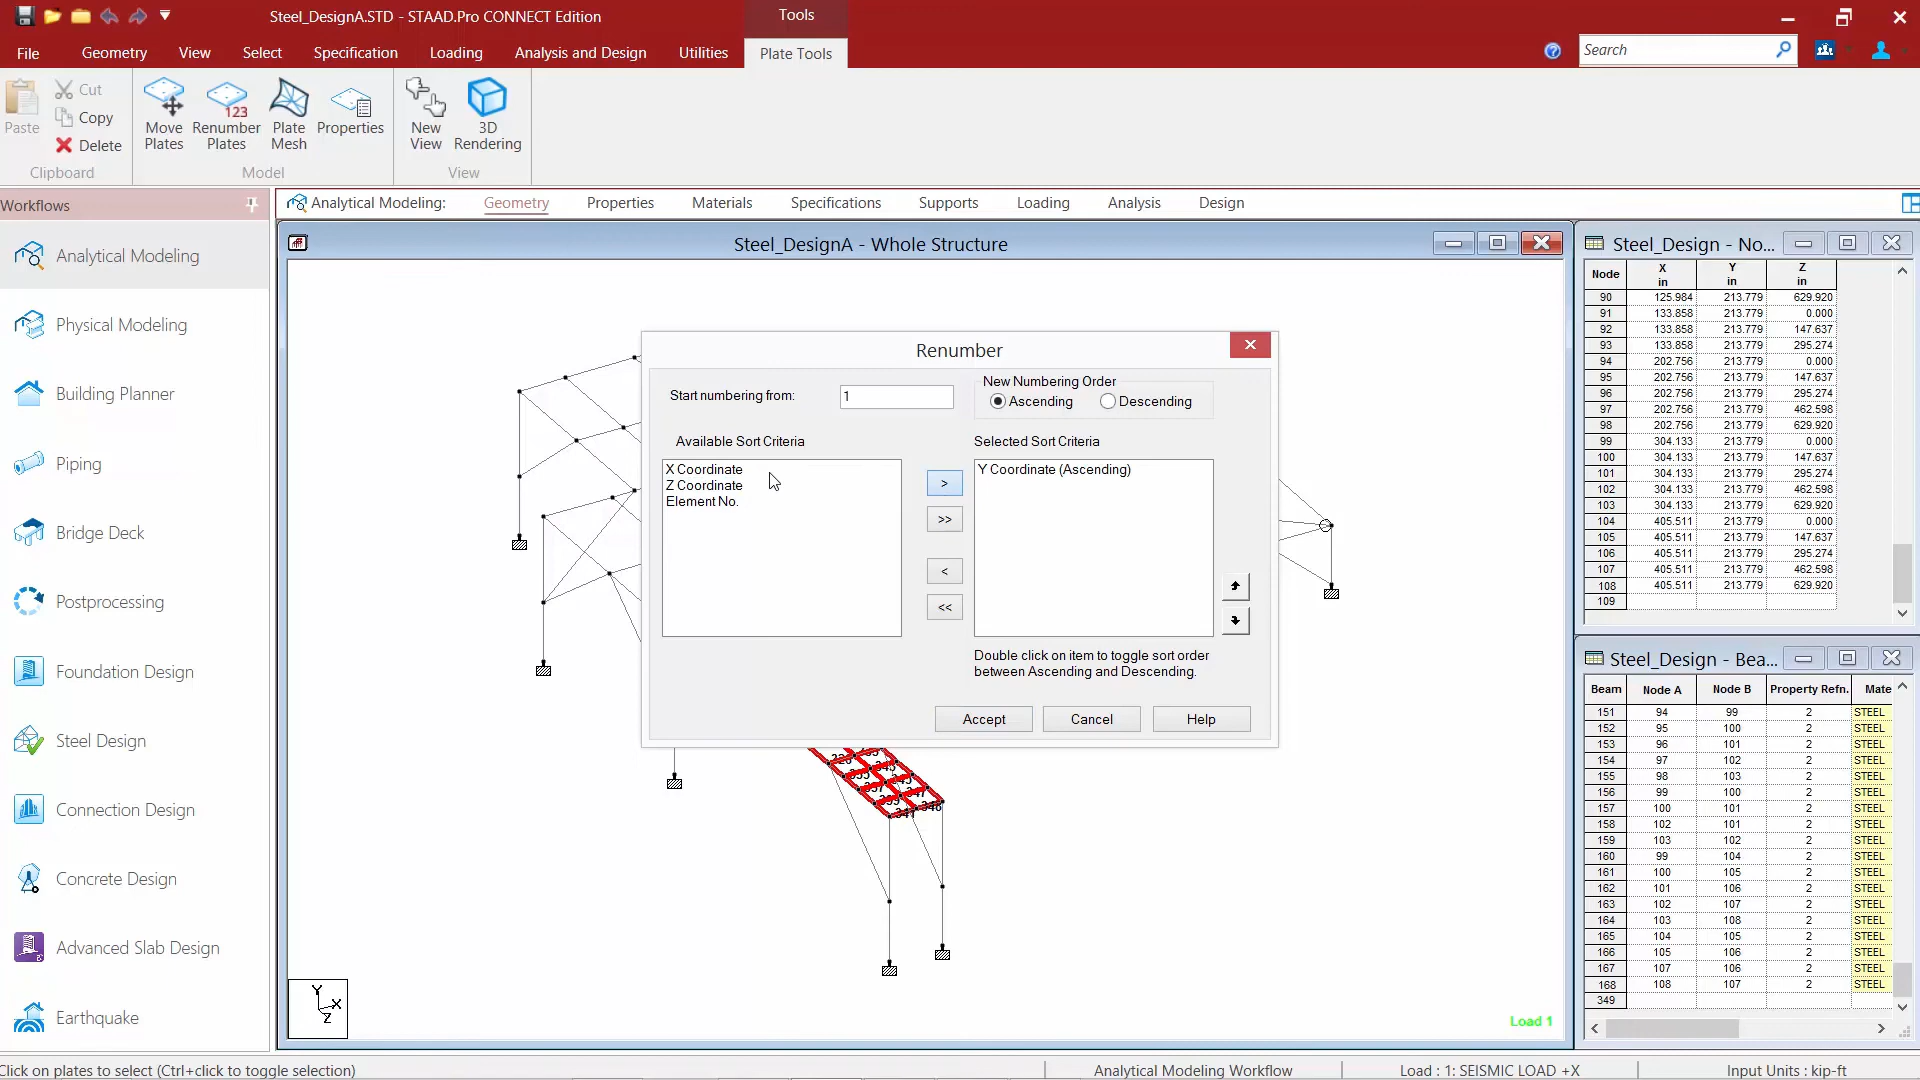 Steel_DesignA.STD - STAAD.Pro CONNECT Edition
Tools
File
Geometry
View
Select
Specification
Loading
Analysis and Design
Utilities
Plate Tools
Search
Paste
Cut
Copy
Delete
Clipboard
Move Plates
Renumber Plates
Plate Mesh
Properties
Model
New View
3D Rendering
View
Workflows
Analytical Modeling
Physical Modeling
Building Planner
Piping
Bridge Deck
Postprocessing
Foundation Design
Steel Design
Connection Design
Concrete Design
Advanced Slab Design
Earthquake
Analytical Modeling:
Geometry
Properties
Materials
Specifications
Supports
Loading
Analysis
Design
Steel_DesignA - Whole Structure
Renumber
Start numbering from:
1
New Numbering Order
Ascending
Descending
Available Sort Criteria
X Coordinate
Z Coordinate
Element No.
>
>>
<
<<
Selected Sort Criteria
Y Coordinate (Ascending)
Double click on item to toggle sort order
between Ascending and Descending.
Accept
Cancel
Help
Y
X
Z
Load 1
Steel_Design - No...
Node X in Y in Z in
90 125.984 213.779 629.920
91 133.858 213.779 0.000
92 133.858 213.779 147.637
93 133.858 213.779 295.274
94 202.756 213.779 0.000
95 202.756 213.779 147.637
96 202.756 213.779 295.274
97 202.756 213.779 462.598
98 202.756 213.779 629.920
99 304.133 213.779 0.000
100 304.133 213.779 147.637
101 304.133 213.779 295.274
102 304.133 213.779 462.598
103 304.133 213.779 629.920
104 405.511 213.779 0.000
105 405.511 213.779 147.637
106 405.511 213.779 295.274
107 405.511 213.779 462.598
108 405.511 213.779 629.920
109
Steel_Design - Bea...
Beam Node A Node B Property Refn. Mate
151 94 99 2 STEEL
152 95 100 2 STEEL
153 96 101 2 STEEL
154 97 102 2 STEEL
155 98 103 2 STEEL
156 99 100 2 STEEL
157 100 101 2 STEEL
158 102 101 2 STEEL
159 103 102 2 STEEL
160 99 104 2 STEEL
161 100 105 2 STEEL
162 101 106 2 STEEL
163 102 107 2 STEEL
164 103 108 2 STEEL
165 104 105 2 STEEL
166 105 106 2 STEEL
167 107 106 2 STEEL
168 108 107 2 STEEL
349
Click on plates to select (Ctrl+click to toggle selection)
Analytical Modeling Workflow
Load : 1: SEISMIC LOAD +X
Input Units : kip-ft